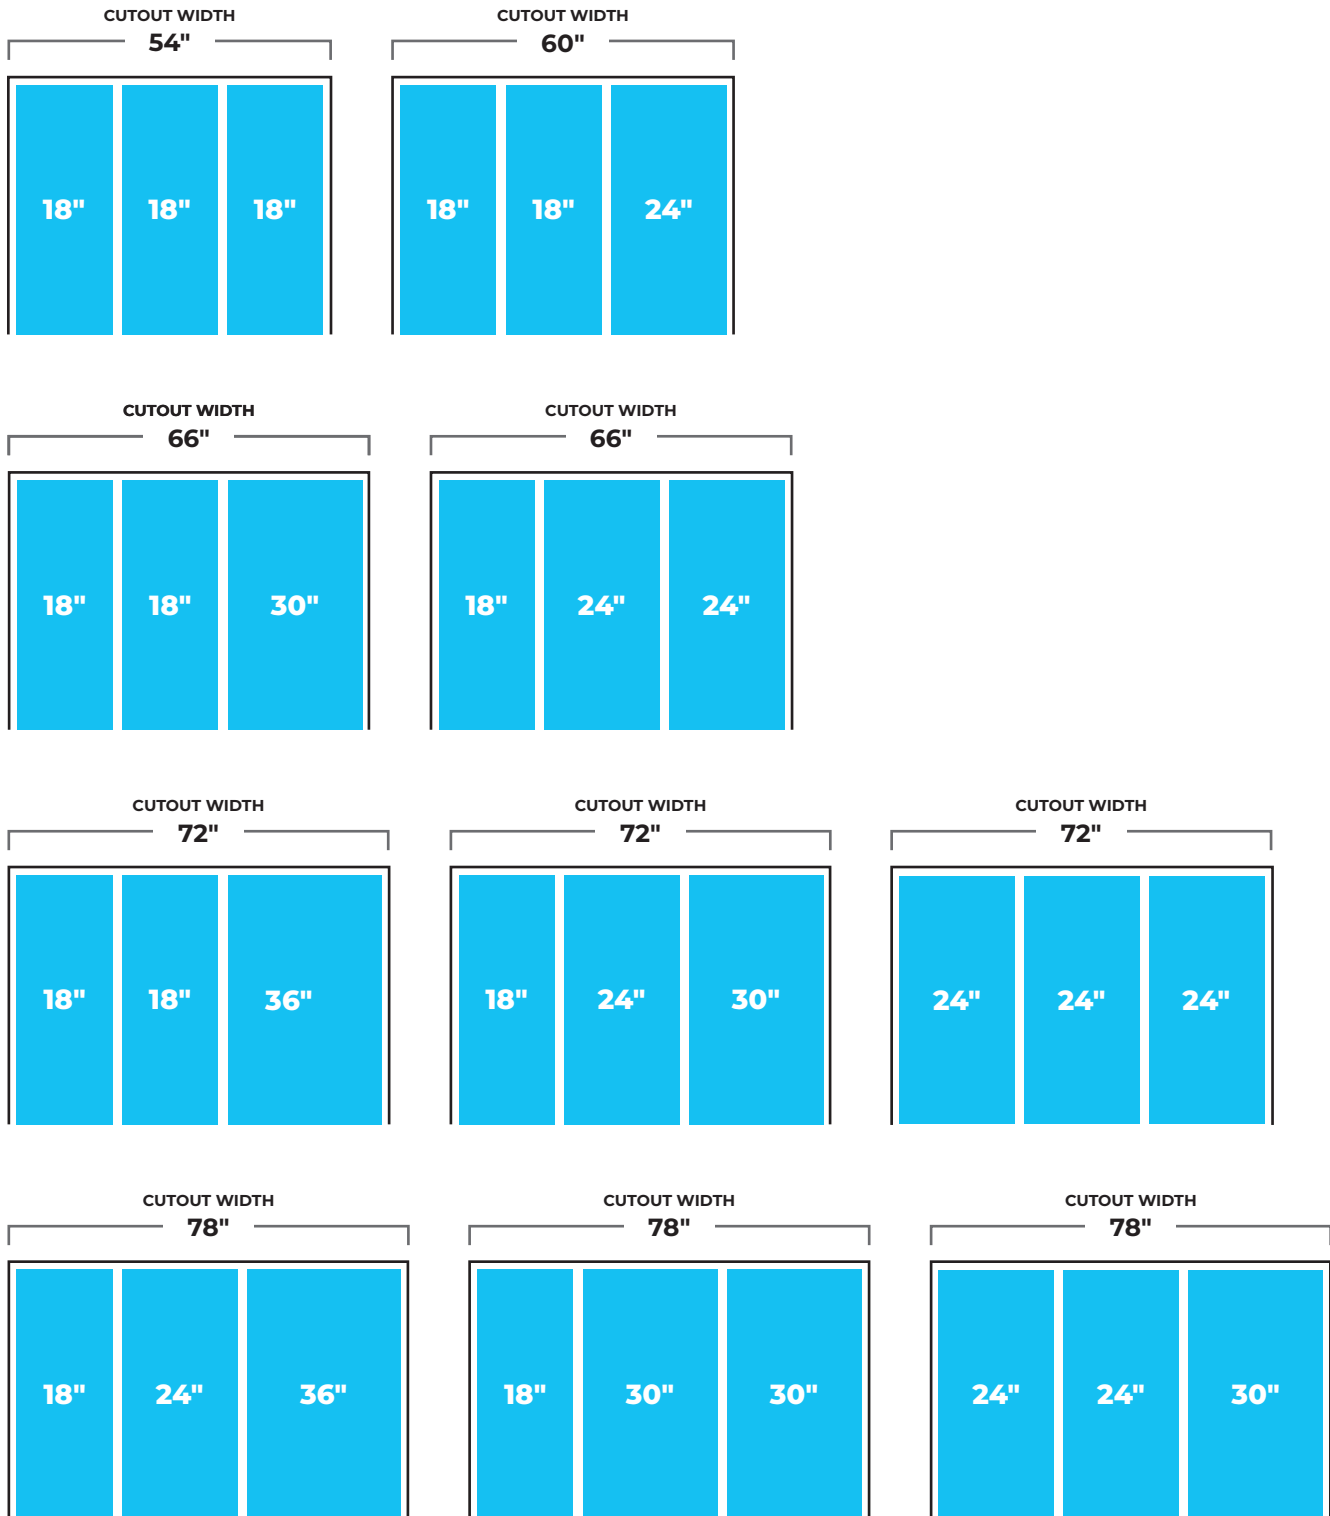 CUTOUT WIDTH
54"
18" 18" 18"
CUTOUT WIDTH
60"
18" 18" 24"
CUTOUT WIDTH
66"
18" 18" 30"
CUTOUT WIDTH
66"
18" 24" 24"
CUTOUT WIDTH
72"
18" 18" 36"
CUTOUT WIDTH
72"
18" 24" 30"
CUTOUT WIDTH
72"
24" 24" 24"
CUTOUT WIDTH
78"
18" 24" 36"
CUTOUT WIDTH
78"
18" 30" 30"
CUTOUT WIDTH
78"
24" 24" 30"